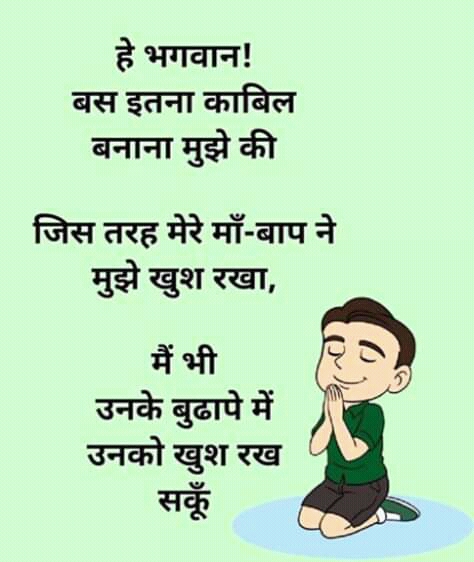 हे भगवान!
बस इतना काबिल
बनाना मुझे की
जिस तरह मेरे माँ-बाप ने
मुझे खुश रखा,
मैं भी
उनके बुढापे में
उनको खुश रख
सकूँ